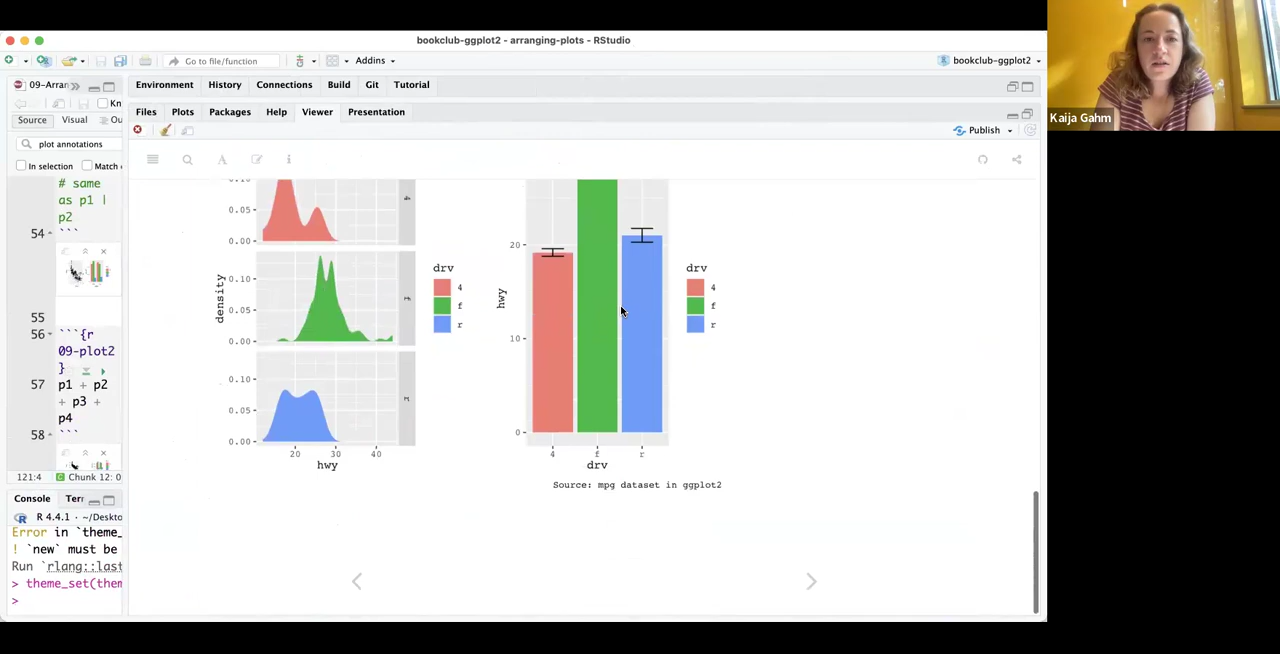 bookclub-ggplot2 - arranging-plots - RStudio
Go to file/function
Addins
bookclub-ggplot2
09-Arran
Environment
History
Connections
Build
Git
Tutorial
Kn
Source
Visual
Ou
Files
Plots
Packages
Help
Viewer
Presentation
plot annotations
Publish
In selection
Match
# same
as p1 |
p2
54
```
55
56
```{r
09-plot2
}
57
p1 + p2
+ p3 +
p4
58
```
121:4
Chunk 12: 0
Console
Terr
R 4.4.1 · ~/Deskto
Error in `theme_
! `new` must be
Run `rlang::last
> theme_set(them
>
0.10
0.05
0.00
0.10
0.05
0.00
0.10
0.05
0.00
density
20
30
40
hwy
drv
4
f
r
20
10
0
hwy
4
f
r
drv
drv
4
f
r
Source: mpg dataset in ggplot2
Kaija Gahm